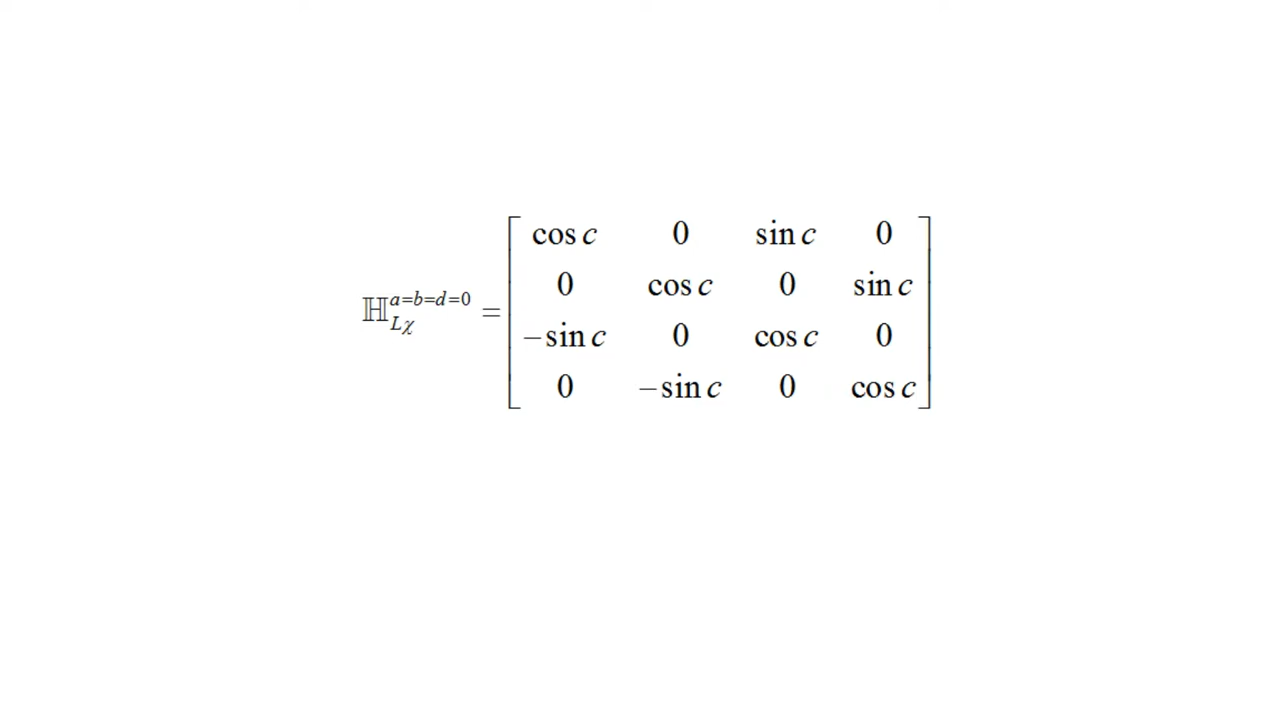 cos c 0 sin c 0
0 cos c 0 sin c
ℍ_{Lχ}^{a=b=d=0} =
−sin c 0 cos c 0
0 −sin c 0 cos c